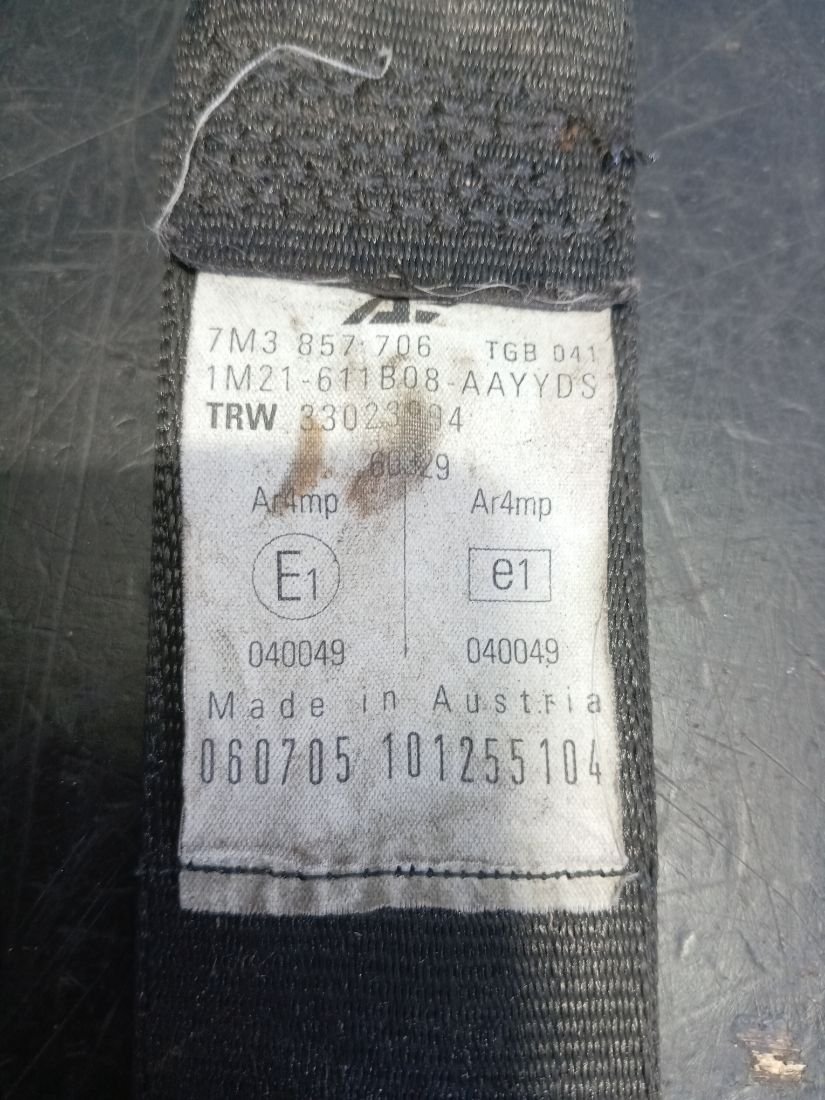 7M3 857 706 TGB 041
1M21-611B08-AAYYDS
TRW
Ar4mp Ar4mp
E1 e1
040049 040049
Made in Austria
060705 101255104